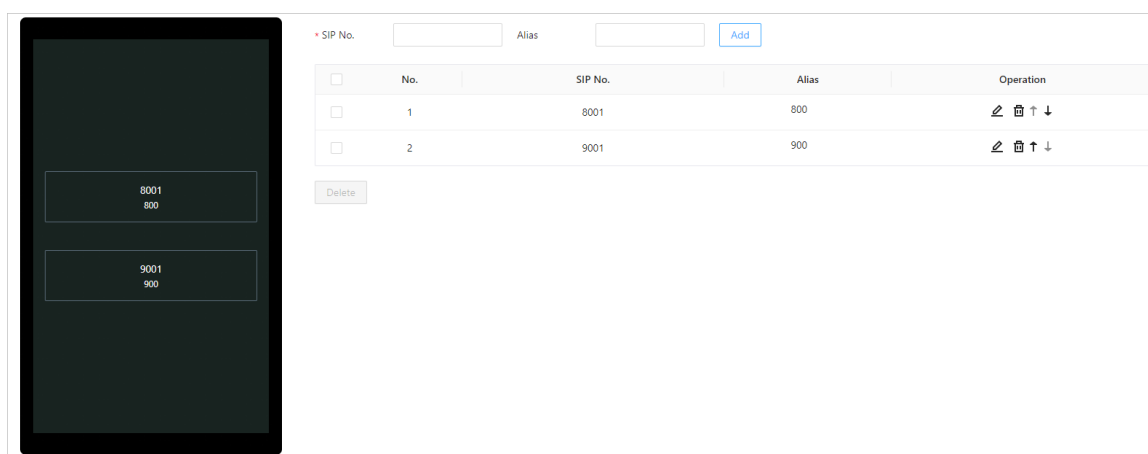 8001
800
9001
900
* SIP No. Alias Add
No. SIP No. Alias Operation
1 8001 800
2 9001 900
Delete